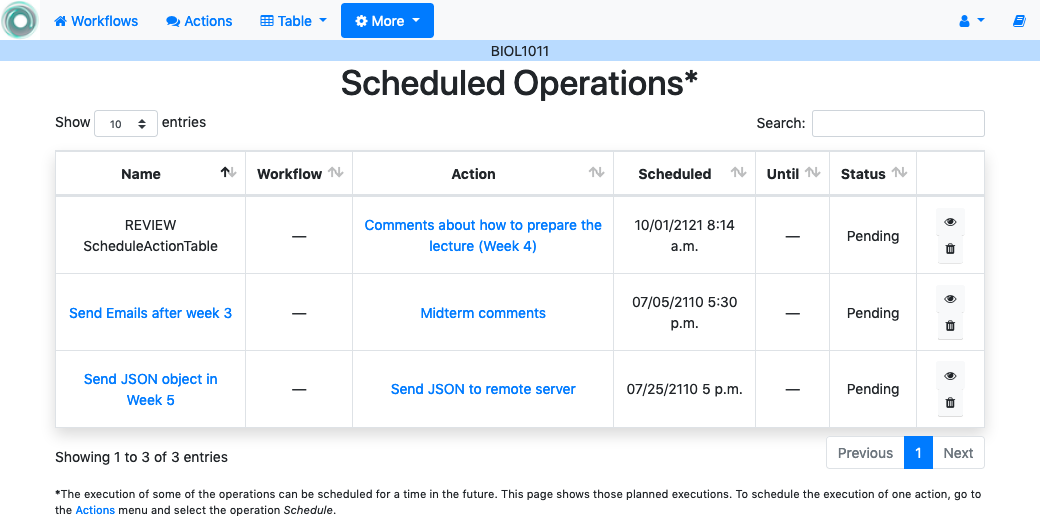 Workflows Actions Table More
BIOL1011
Scheduled Operations*
Show 10 entries Search:
Name Workflow Action Scheduled Until Status
REVIEW
ScheduleActionTable
—
Comments about how to prepare the
lecture (Week 4)
10/01/2121 8:14
a.m.
—
Pending
Send Emails after week 3
—
Midterm comments
07/05/2110 5:30
p.m.
—
Pending
Send JSON object in
Week 5
—
Send JSON to remote server
07/25/2110 5 p.m.
—
Pending
Showing 1 to 3 of 3 entries
Previous 1 Next
*The execution of some of the operations can be scheduled for a time in the future. This page shows those planned executions. To schedule the execution of one action, go to
the Actions menu and select the operation Schedule.